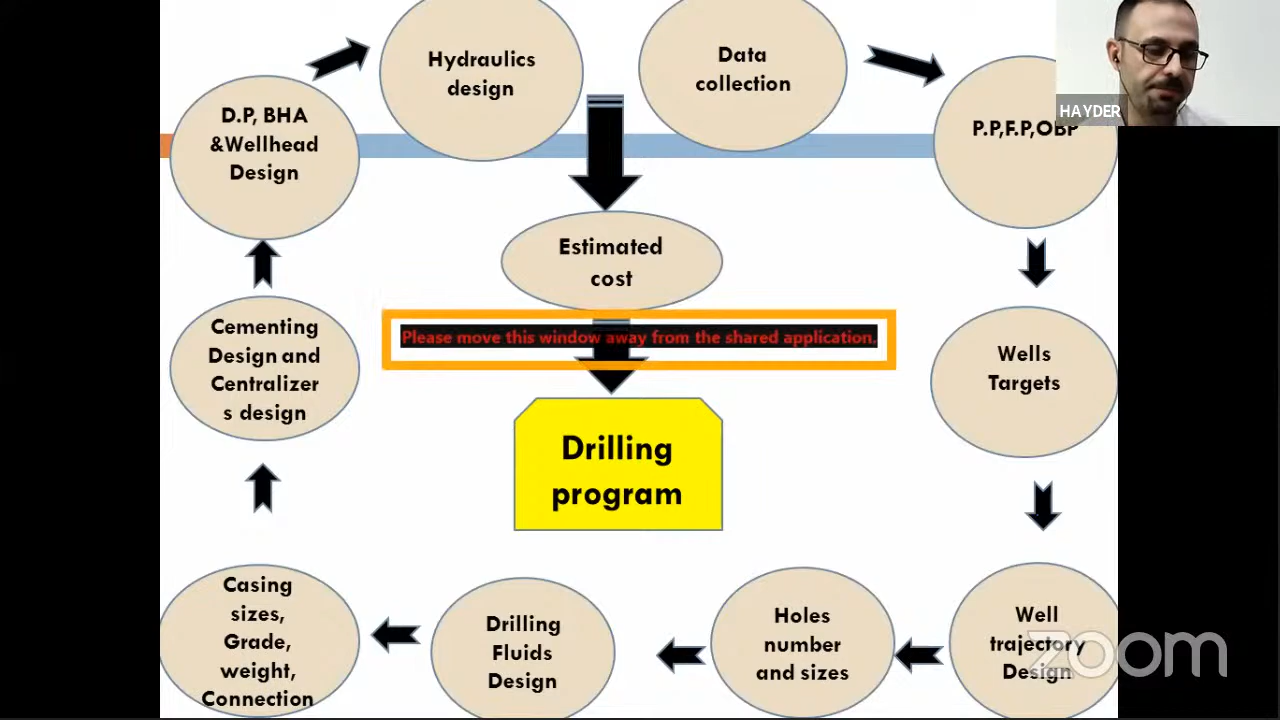 Hydraulics
design
Data
collection
P.P,F.P,OBP
HAYDER
D.P, BHA
&Wellhead
Design
Estimated
cost
Please move this window away from the shared application.
Cementing
Design and
Centralizer
s design
Wells
Targets
Drilling
program
Casing
sizes,
Grade,
weight,
Connection
Drilling
Fluids
Design
Holes
number
and sizes
Well
trajectory
Design
zoom